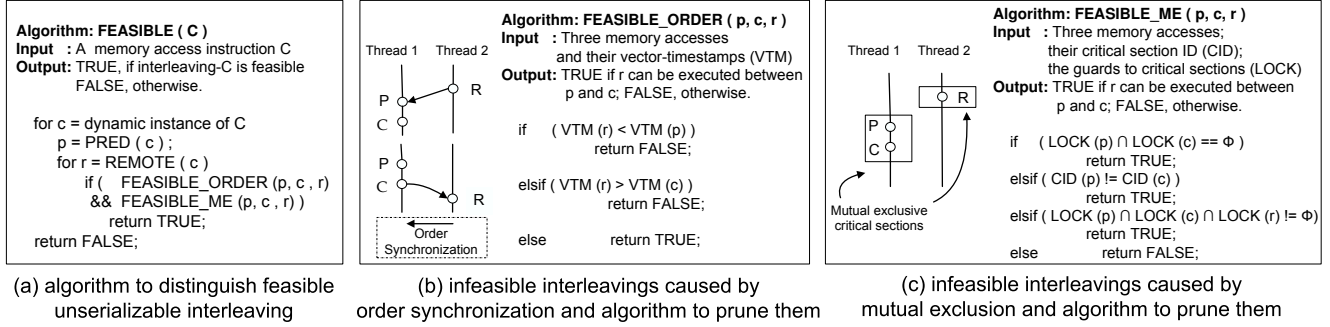 Algorithm: FEASIBLE ( C )
Input : A memory access instruction C
Output: TRUE, if interleaving-C is feasible
FALSE, otherwise.
for c = dynamic instance of C
p = PRED ( c ) ;
for r = REMOTE ( c )
if ( FEASIBLE_ORDER (p, c , r)
&& FEASIBLE_ME (p, c , r) )
return TRUE;
return FALSE;
(a) algorithm to distinguish feasible
unserializable interleaving
Thread 1 Thread 2
P
C
R
P
C
R
Order
Synchronization
Algorithm: FEASIBLE_ORDER ( p, c, r )
Input : Three memory accesses
and their vector-timestamps (VTM)
Output: TRUE if r can be executed between
p and c; FALSE, otherwise.
if ( VTM (r) < VTM (p) )
return FALSE;
elsif ( VTM (r) > VTM (c) )
return FALSE;
else return TRUE;
(b) infeasible interleavings caused by
order synchronization and algorithm to prune them
Thread 1 Thread 2
R
P
C
Mutual exclusive
critical sections
Algorithm: FEASIBLE_ME ( p, c, r )
Input : Three memory accesses;
their critical section ID (CID);
the guards to critical sections (LOCK)
Output: TRUE if r can be executed between
p and c; FALSE, otherwise.
if ( LOCK (p) ∩ LOCK (c) == Φ )
return TRUE;
elsif ( CID (p) != CID (c) )
return TRUE;
elsif ( LOCK (p) ∩ LOCK (c) ∩ LOCK (r) != Φ)
return TRUE;
else return FALSE;
(c) infeasible interleavings caused by
mutual exclusion and algorithm to prune them